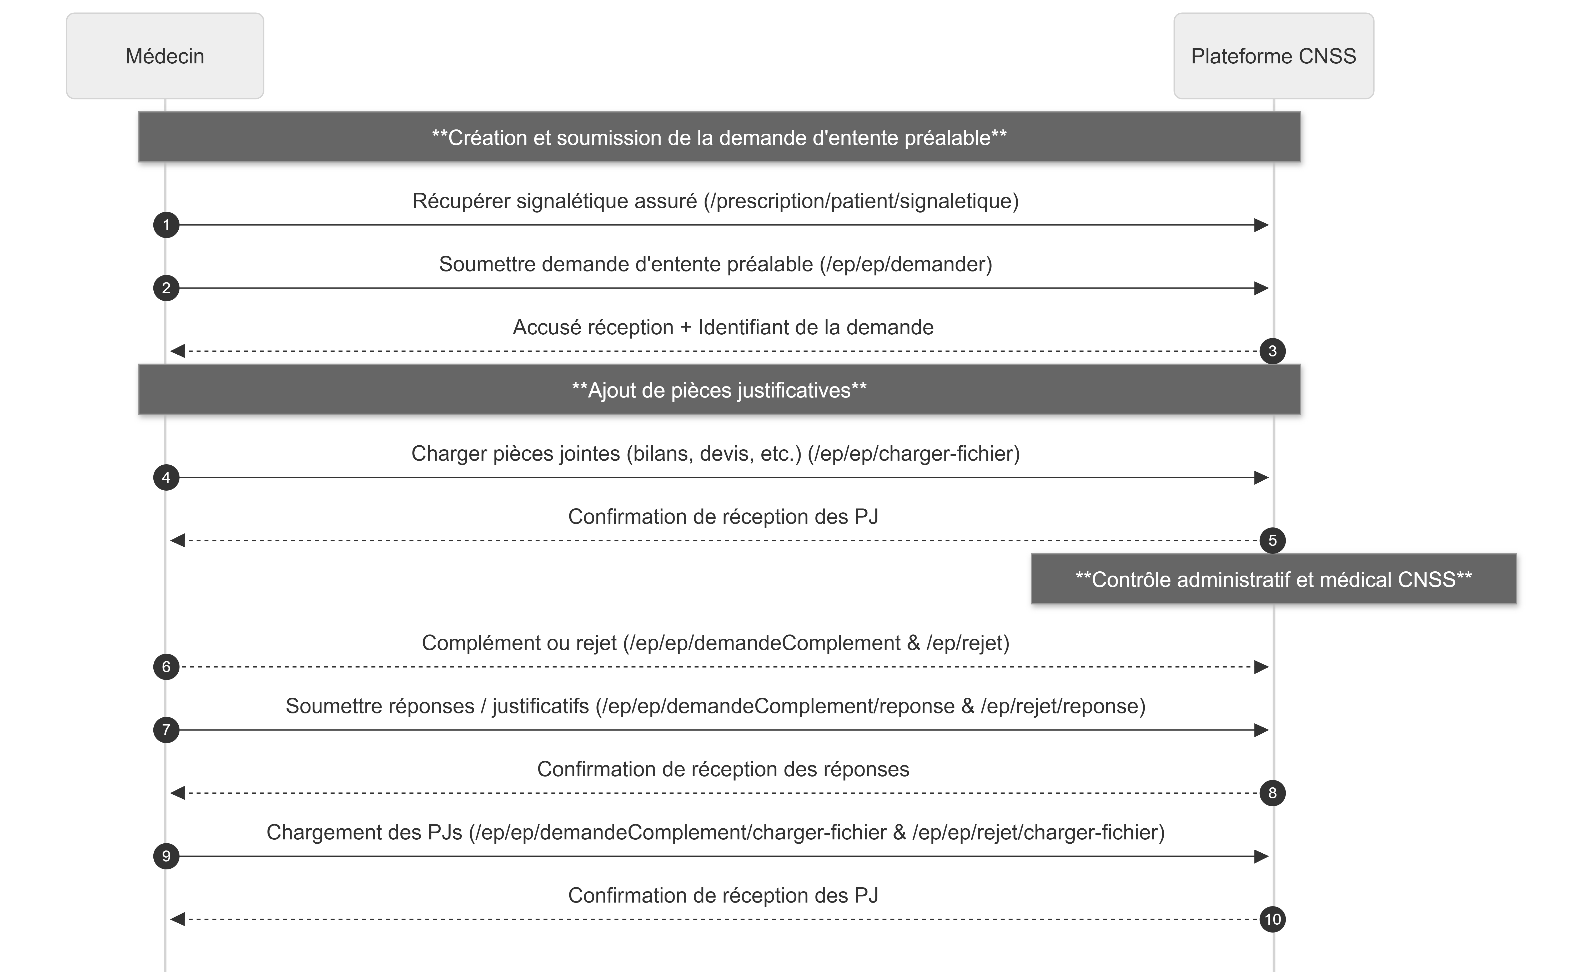 Médecin
Plateforme CNSS
**Création et soumission de la demande d'entente préalable**
Récupérer signalétique assuré (/prescription/patient/signaletique)
1
Soumettre demande d'entente préalable (/ep/ep/demander)
2
Accusé réception + Identifiant de la demande
3
**Ajout de pièces justificatives**
Charger pièces jointes (bilans, devis, etc.) (/ep/ep/charger-fichier)
4
Confirmation de réception des PJ
5
**Contrôle administratif et médical CNSS**
Complément ou rejet (/ep/ep/demandeComplement & /ep/rejet)
6
Soumettre réponses / justificatifs (/ep/ep/demandeComplement/reponse & /ep/rejet/reponse)
7
Confirmation de réception des réponses
8
Chargement des PJs (/ep/ep/demandeComplement/charger-fichier & /ep/ep/rejet/charger-fichier)
9
Confirmation de réception des PJ
10